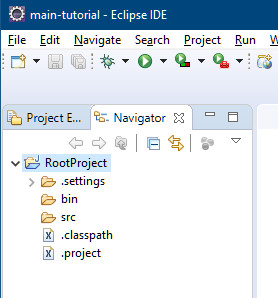 main-tutorial - Eclipse IDE
File Edit Navigate Search Project Run
Project E... Navigator
RootProject
.settings
bin
src
.classpath
.project